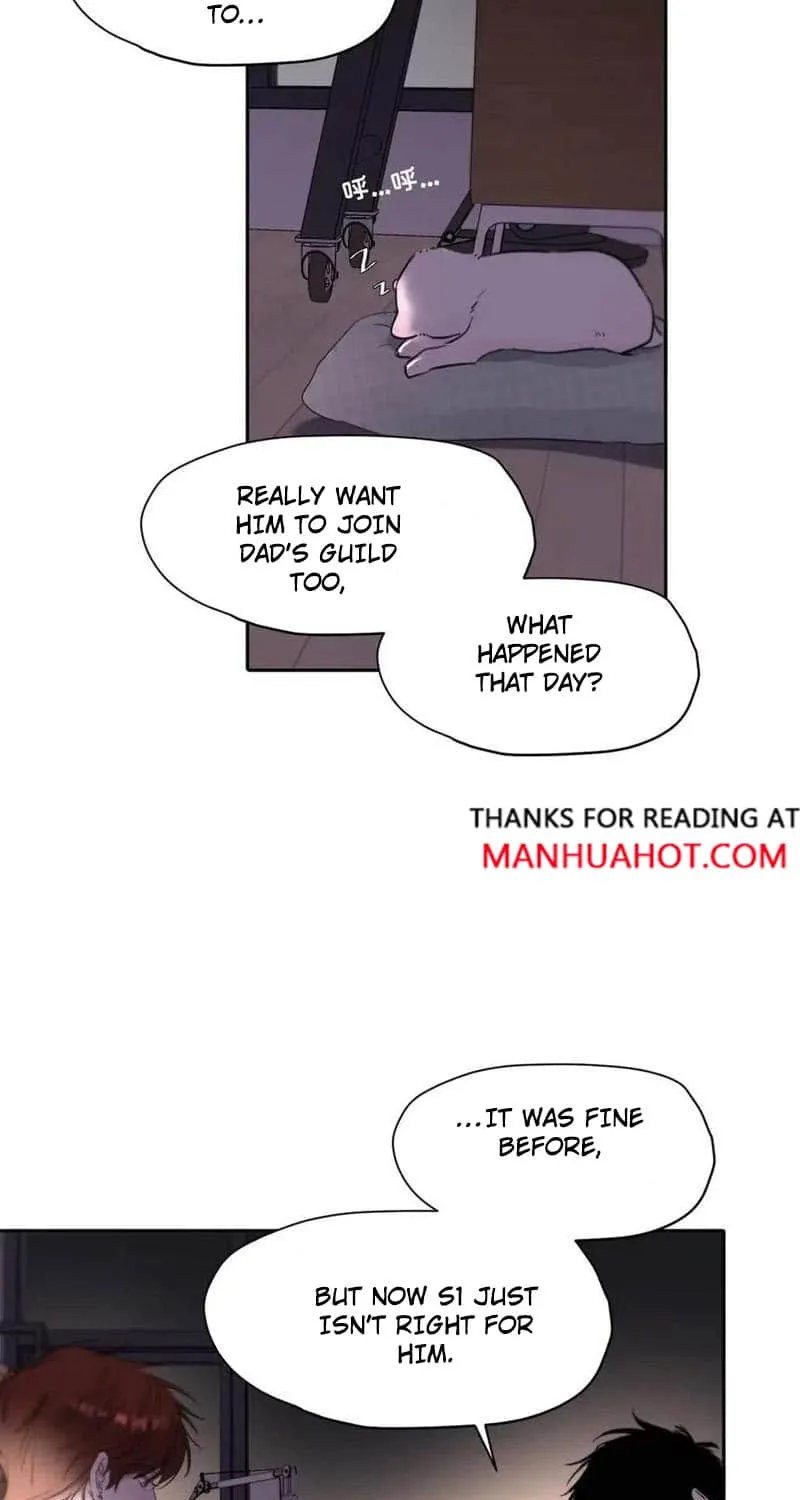 TO...
呼...呼...
Z
Z
REALLY WANT
HIM TO JOIN
DAD'S GUILD
TOO,
WHAT
HAPPENED
THAT DAY?
THANKS FOR READING AT
MANHUAHOT.COM
...IT WAS FINE
BEFORE,
BUT NOW S1 JUST
ISN'T RIGHT FOR
HIM.